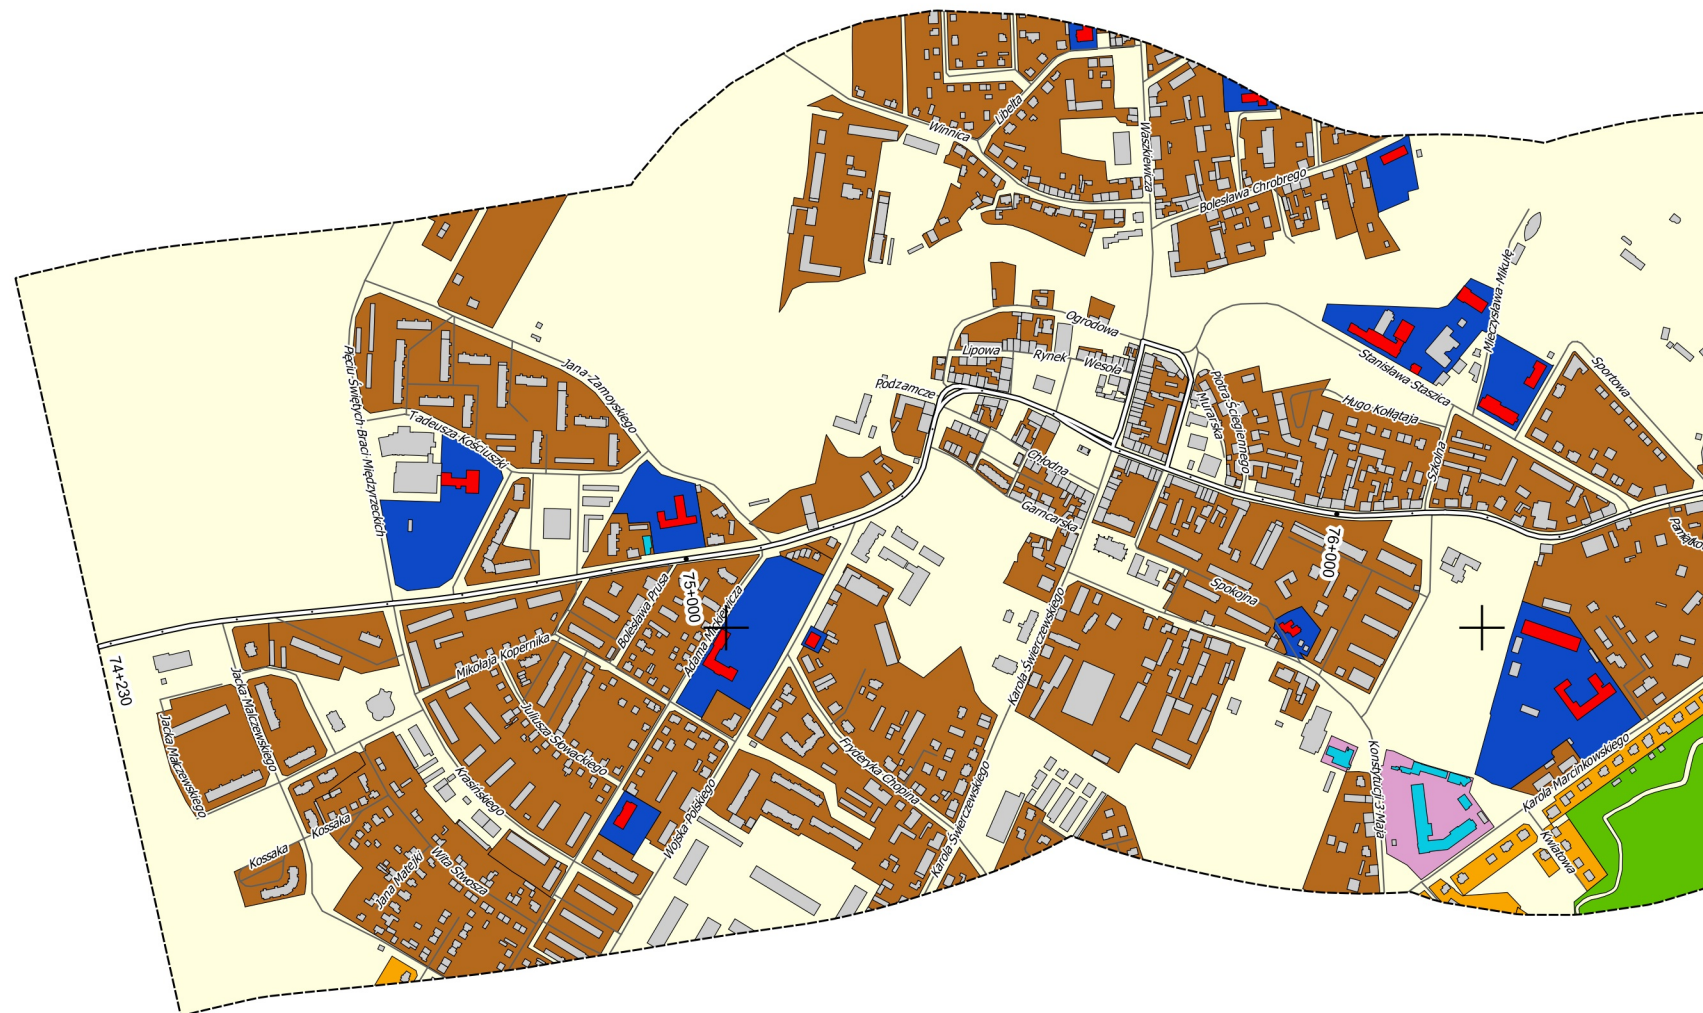 Winnica
Libelta
Waszkiewicza
Bolesława Chrobrego
Mieczysława Mikułę
Ogrodowa
Lipowa
Rynek
Wesoła
Podzamcze
Piotra Ściegiennego
Murarska
Stanisława Staszica
Sportowa
Hugo Kołłątaja
Szkolna
Pięciu Świętych Braci Międzyrzeckich
Jana Zamoyskiego
Tadeusza Kościuszki
Chłodna
Garncarska
76+000
75+000
74+230
Bolesława Prusa
Adama Mickiewicza
Spokojna
Karola Świerczewskiego
Mikołaja Kopernika
Jacka Malczewskiego
Jacka Malczewskiego
Juliusza Słowackiego
Krasińskiego
Fryderyka Chopina
Wojska Polskiego
Karola Świerczewskiego
Konstytucji 3 Maja
Karola Marcinkowskiego
Kwiatowa
Kossaka
Kossaka
Jana Matejki
Wita Stwosza